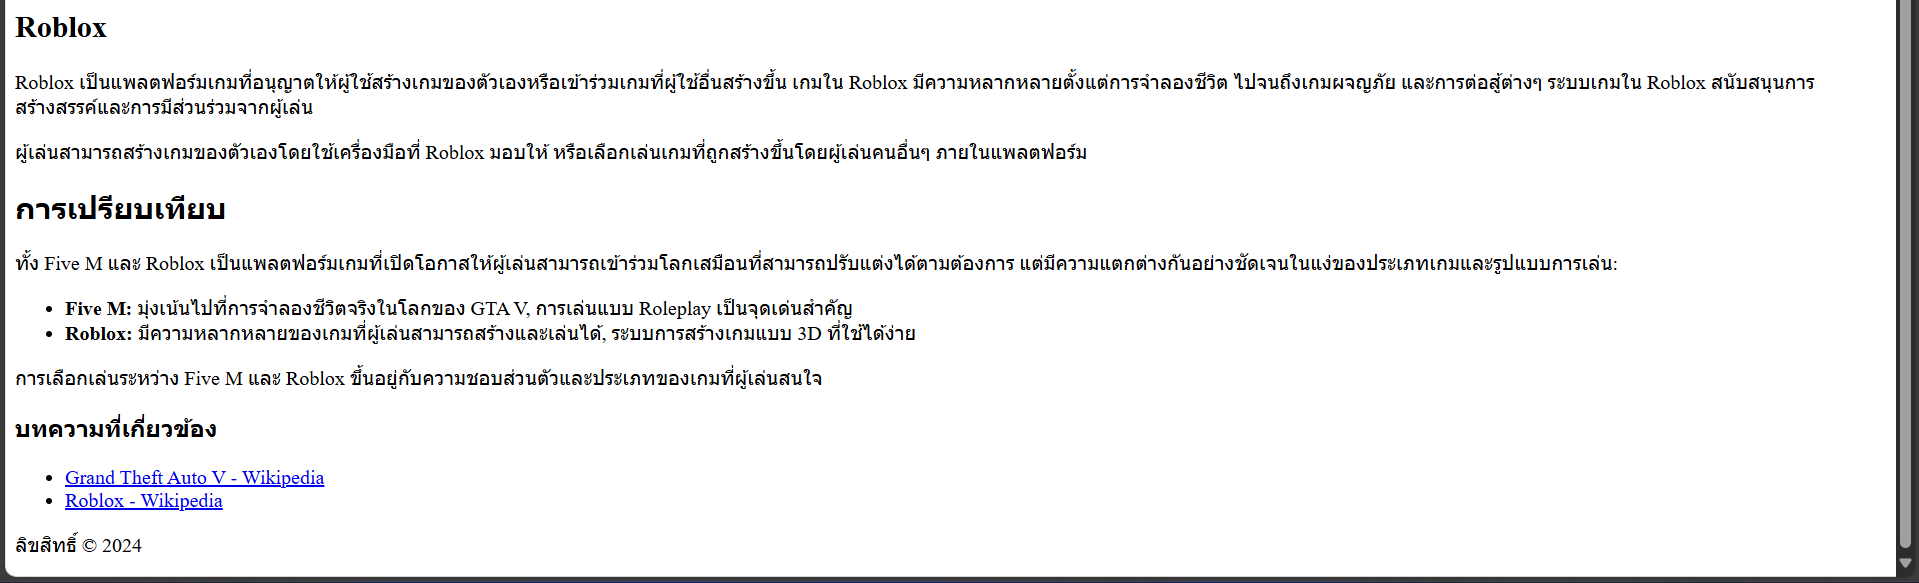 Roblox
Roblox เป็นแพลตฟอร์มเกมที่อนุญาตให้ผู้ใช้สร้างเกมของตัวเองหรือเข้าร่วมเกมที่ผู้ใช้อื่นสร้างขึ้น เกมใน Roblox มีความหลากหลายตั้งแต่การจำลองชีวิต ไปจนถึงเกมผจญภัย และการต่อสู้ต่างๆ ระบบเกมใน Roblox สนับสนุนการ
สร้างสรรค์และการมีส่วนร่วมจากผู้เล่น
ผู้เล่นสามารถสร้างเกมของตัวเองโดยใช้เครื่องมือที่ Roblox มอบให้ หรือเลือกเล่นเกมที่ถูกสร้างขึ้นโดยผู้เล่นคนอื่นๆ ภายในแพลตฟอร์ม
การเปรียบเทียบ
ทั้ง Five M และ Roblox เป็นแพลตฟอร์มเกมที่เปิดโอกาสให้ผู้เล่นสามารถเข้าร่วมโลกเสมือนที่สามารถปรับแต่งได้ตามต้องการ แต่มีความแตกต่างกันอย่างชัดเจนในแง่ของประเภทเกมและรูปแบบการเล่น:
• Five M: มุ่งเน้นไปที่การจำลองชีวิตจริงในโลกของ GTA V, การเล่นแบบ Roleplay เป็นจุดเด่นสำคัญ
• Roblox: มีความหลากหลายของเกมที่ผู้เล่นสามารถสร้างและเล่นได้, ระบบการสร้างเกมแบบ 3D ที่ใช้ได้ง่าย
การเลือกเล่นระหว่าง Five M และ Roblox ขึ้นอยู่กับความชอบส่วนตัวและประเภทของเกมที่ผู้เล่นสนใจ
บทความที่เกี่ยวข้อง
• Grand Theft Auto V - Wikipedia
• Roblox - Wikipedia
ลิขสิทธิ์ © 2024